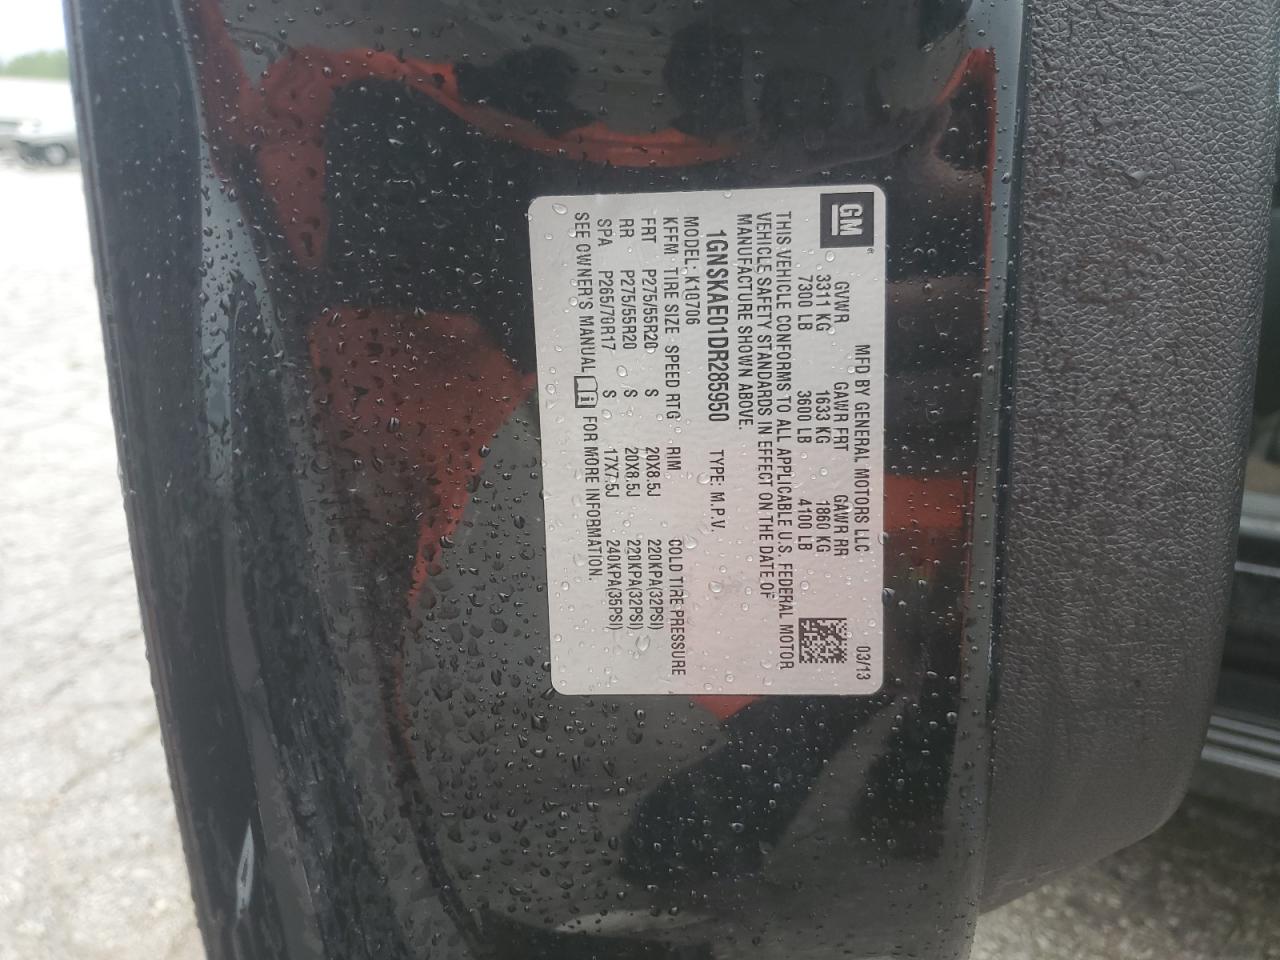 GM
MFD BY GENERAL MOTORS LLC 03/13
GVWR GAWR FRT GAWR RR
3311 KG 1633 KG 1860 KG
7300 LB 3600 LB 4100 LB
THIS VEHICLE CONFORMS TO ALL APPLICABLE U.S. FEDERAL MOTOR
VEHICLE SAFETY STANDARDS IN EFFECT ON THE DATE OF
MANUFACTURE SHOWN ABOVE.
1GNSKAE01DR285950 TYPE: M.P.V.
MODEL: K10706
KFFM TIRE SIZE SPEED RTG RIM COLD TIRE PRESSURE
FRT P275/55R20 S 20X8.5J 220KPA(32PSI)
RR P275/55R20 S 20X8.5J 220KPA(32PSI)
SPA P265/70R17 S 17X7.5J 240KPA(35PSI)
SEE OWNER'S MANUAL i FOR MORE INFORMATION.